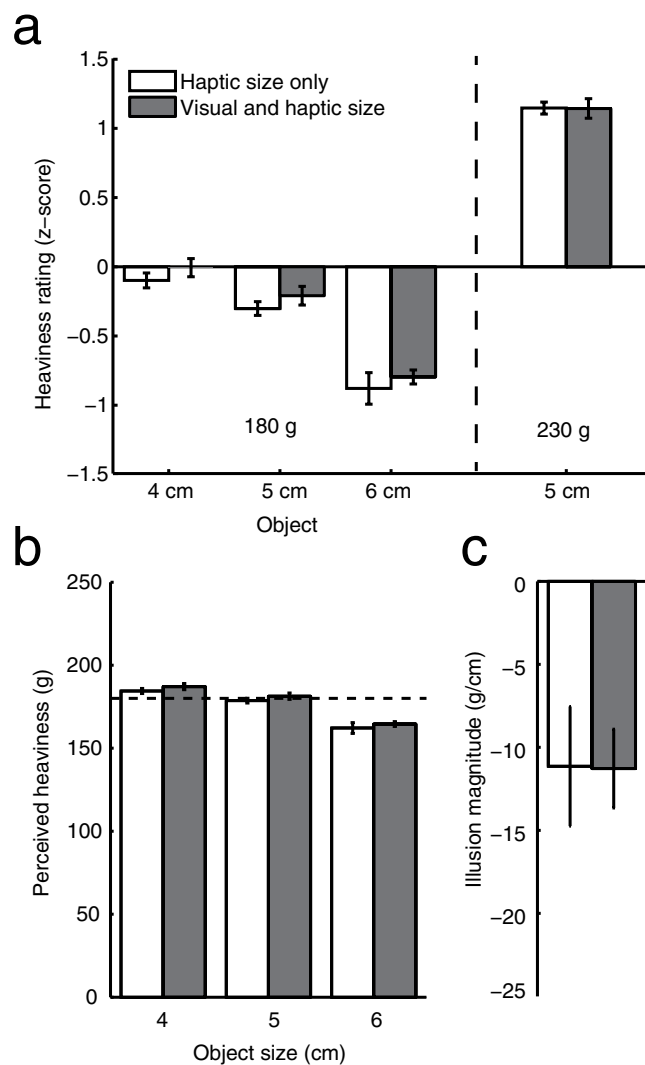 a
1.5
Haptic size only
Visual and haptic size
1
0.5
0
−0.5
−1
−1.5
Heaviness rating (z−score)
180 g
230 g
4 cm
5 cm
6 cm
5 cm
Object
b
250
200
150
100
50
0
Perceived heaviness (g)
4
5
6
Object size (cm)
c
0
−5
−10
−15
−20
−25
Illusion magnitude (g/cm)